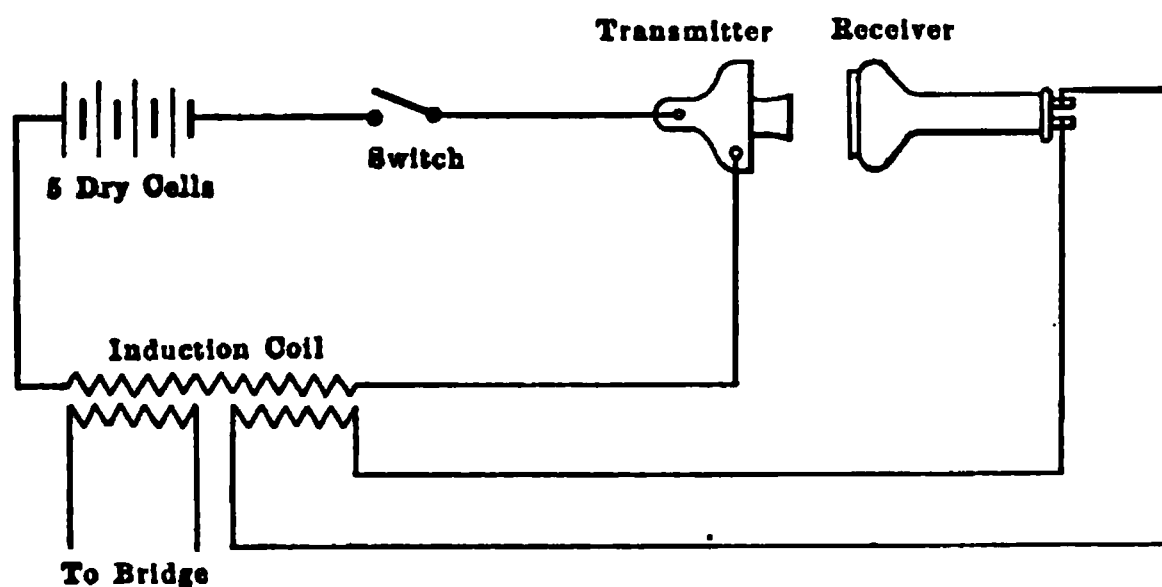 Transmitter
Receiver
Switch
5 Dry Cells
Induction Coil
To Bridge